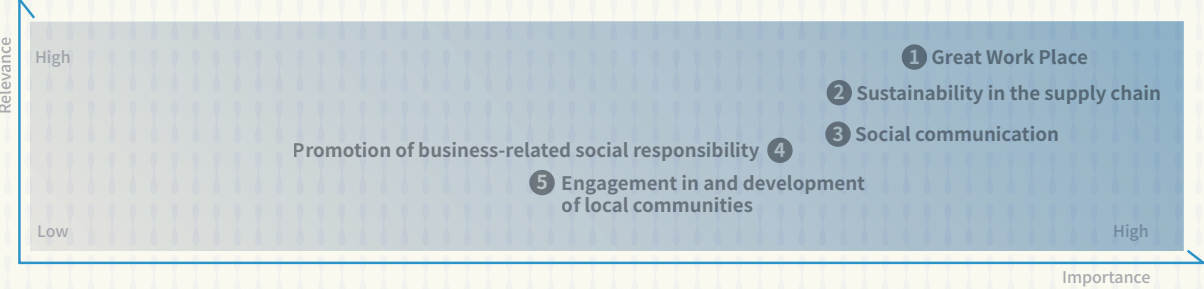 Relevance
High
1 Great Work Place
2 Sustainability in the supply chain
3 Social communication
Promotion of business-related social responsibility 4
5 Engagement in and development
of local communities
Low
High
Importance